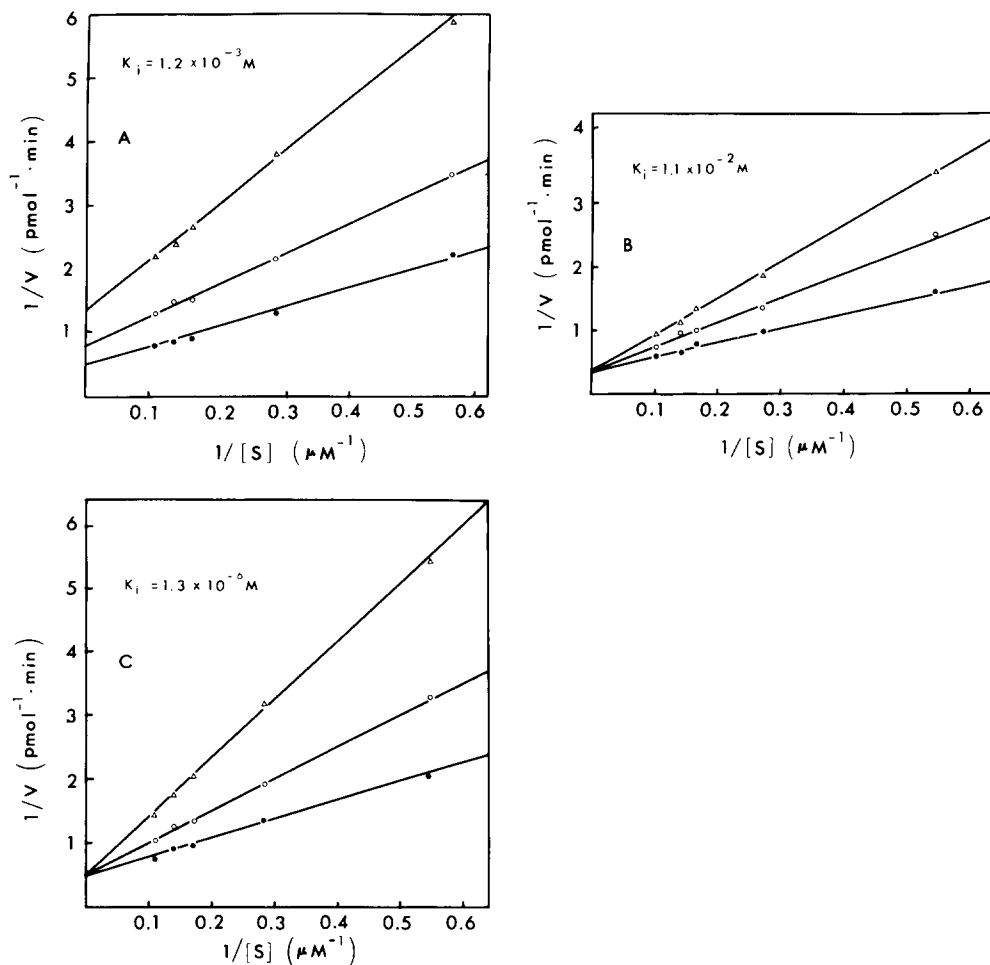 6
5
4
3
2
1
K i = 1.2 × 10 -3 M
A
1/V ( pmol -1 · min)
0.1 0.2 0.3 0.4 0.5 0.6
1/[S] (μM -1)
4
3
2
1
K i = 1.1 × 10 -2 M
B
1/V ( pmol -1 · min)
0.1 0.2 0.3 0.4 0.5 0.6
1/[S] (μM -1)
6
5
4
3
2
1
K i = 1.3 × 10 M
C
1/V ( pmol -1 · min)
0.1 0.2 0.3 0.4 0.5 0.6
1/[S] (μM -1)